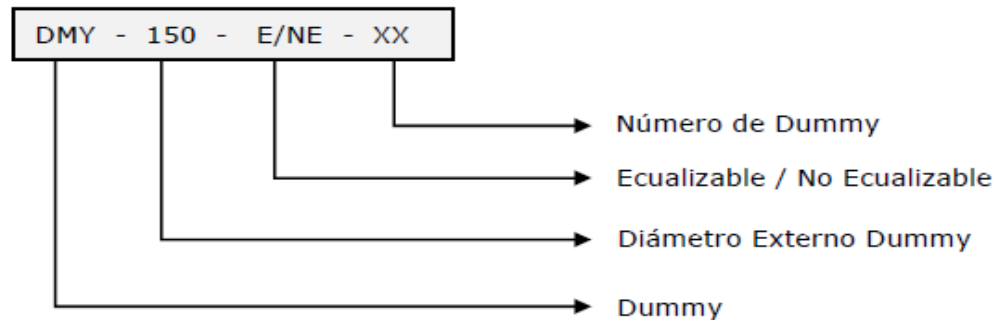 DMY - 150 - E/NE - XX
Número de Dummy
Ecualizable / No Ecualizable
Diámetro Externo Dummy
Dummy